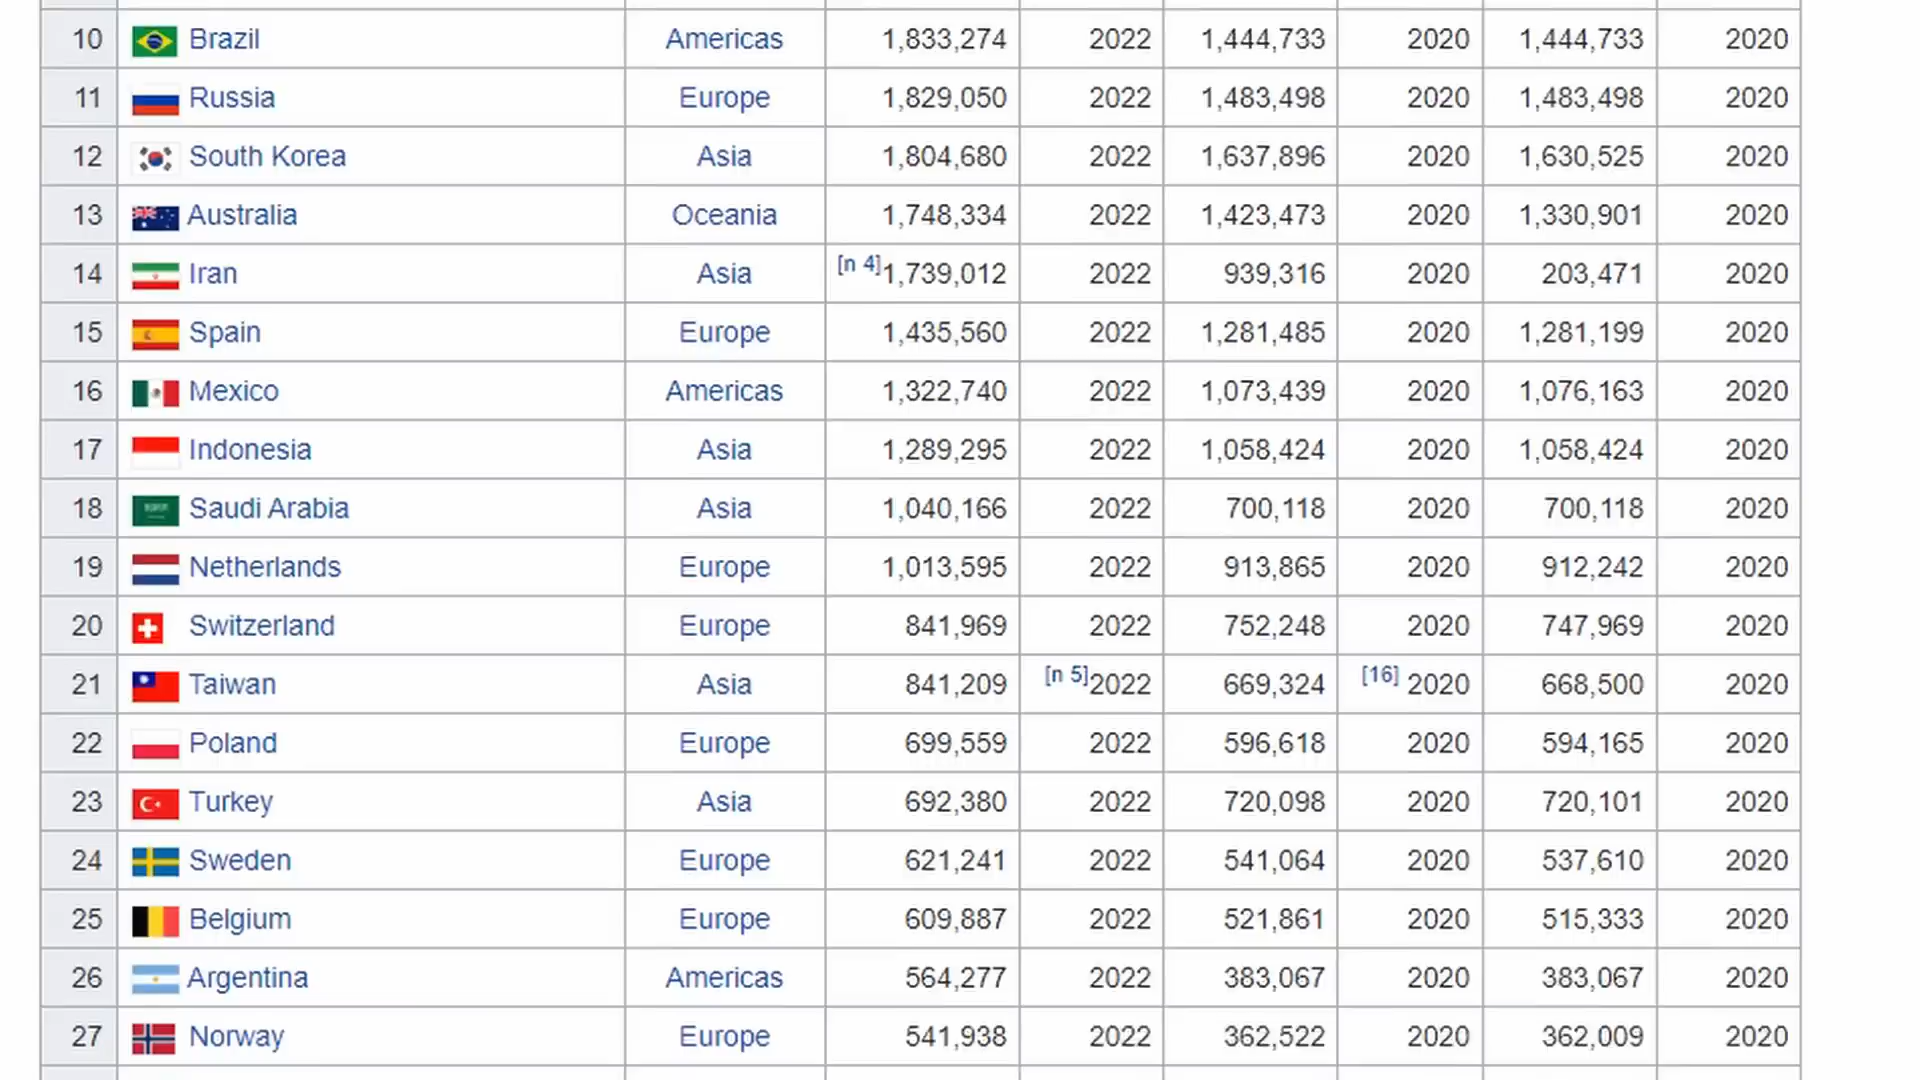 10 Brazil Americas 1,833,274 2022 1,444,733 2020 1,444,733 2020
11 Russia Europe 1,829,050 2022 1,483,498 2020 1,483,498 2020
12 South Korea Asia 1,804,680 2022 1,637,896 2020 1,630,525 2020
13 Australia Oceania 1,748,334 2022 1,423,473 2020 1,330,901 2020
14 Iran Asia [n 4]1,739,012 2022 939,316 2020 203,471 2020
15 Spain Europe 1,435,560 2022 1,281,485 2020 1,281,199 2020
16 Mexico Americas 1,322,740 2022 1,073,439 2020 1,076,163 2020
17 Indonesia Asia 1,289,295 2022 1,058,424 2020 1,058,424 2020
18 Saudi Arabia Asia 1,040,166 2022 700,118 2020 700,118 2020
19 Netherlands Europe 1,013,595 2022 913,865 2020 912,242 2020
20 Switzerland Europe 841,969 2022 752,248 2020 747,969 2020
21 Taiwan Asia 841,209 [n 5]2022 669,324 [16] 2020 668,500 2020
22 Poland Europe 699,559 2022 596,618 2020 594,165 2020
23 Turkey Asia 692,380 2022 720,098 2020 720,101 2020
24 Sweden Europe 621,241 2022 541,064 2020 537,610 2020
25 Belgium Europe 609,887 2022 521,861 2020 515,333 2020
26 Argentina Americas 564,277 2022 383,067 2020 383,067 2020
27 Norway Europe 541,938 2022 362,522 2020 362,009 2020